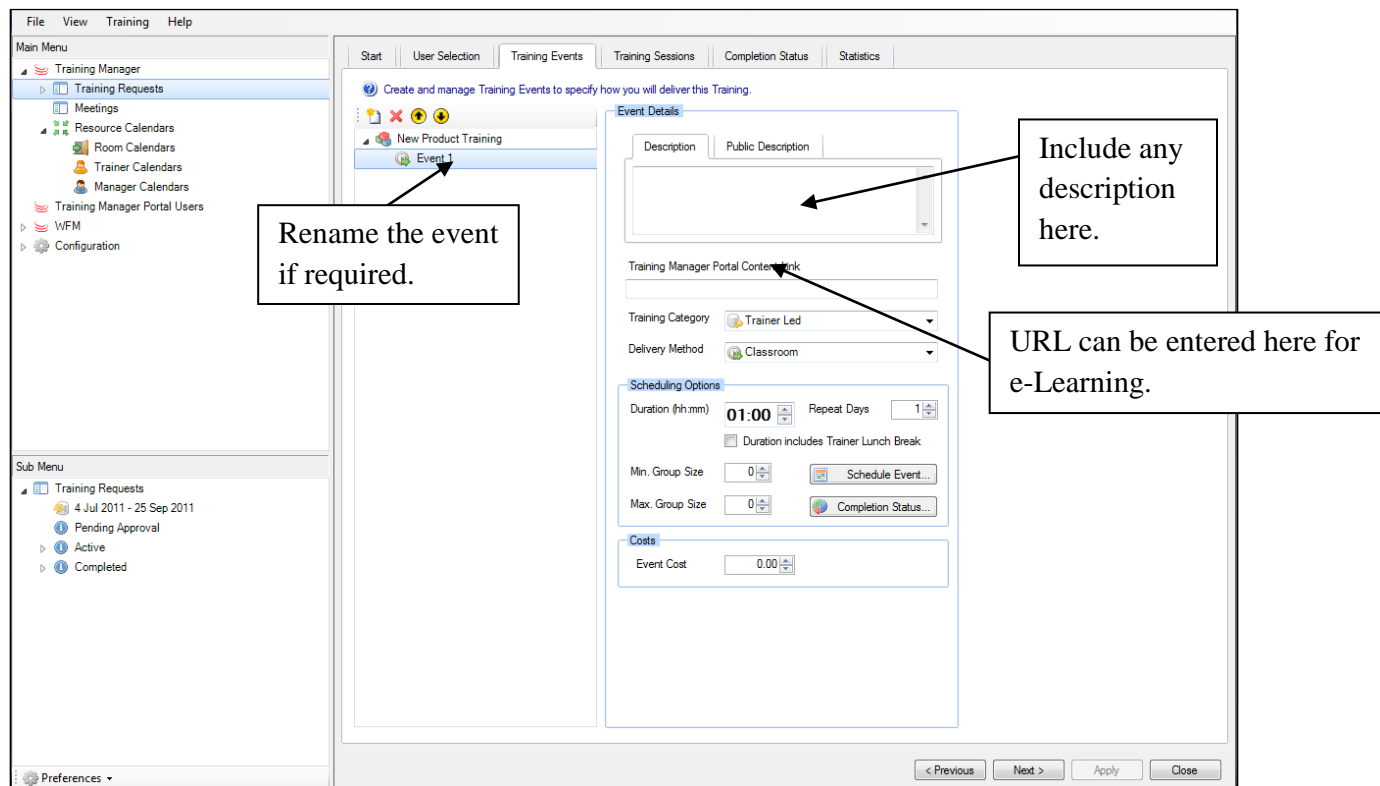 File View Training Help
Main Menu
Training Manager
Training Requests
Meetings
Resource Calendars
Room Calendars
Trainer Calendars
Manager Calendars
Training Manager Portal Users
WFM
Configuration
Sub Menu
Training Requests
4 Jul 2011 - 25 Sep 2011
Pending Approval
Active
Completed
Preferences
Start User Selection Training Events Training Sessions Completion Status Statistics
Create and manage Training Events to specify how you will deliver this Training.
New Product Training
Event 1
Rename the event
if required.
Event Details
Description Public Description
Include any
description
here.
Training Manager Portal Content Link
URL can be entered here for
e-Learning.
Training Category Trainer Led
Delivery Method Classroom
Scheduling Options
Duration (hh:mm) 01:00 Repeat Days 1
Duration includes Trainer Lunch Break
Min. Group Size 0 Schedule Event...
Max. Group Size 0 Completion Status...
Costs
Event Cost 0.00
< Previous Next > Apply Close